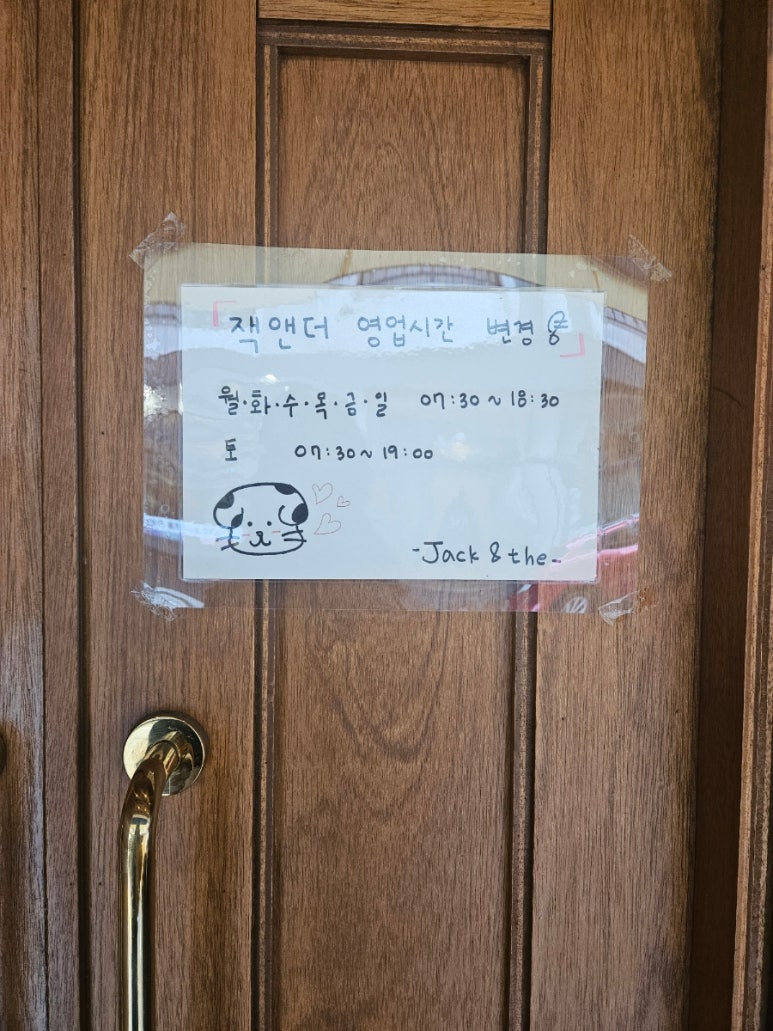 「잭앤더 영업시간 변경용」
월·화·수·목·금·일 07:30 ~ 18:30
토 07:30 ~ 19:00
-Jack & the-